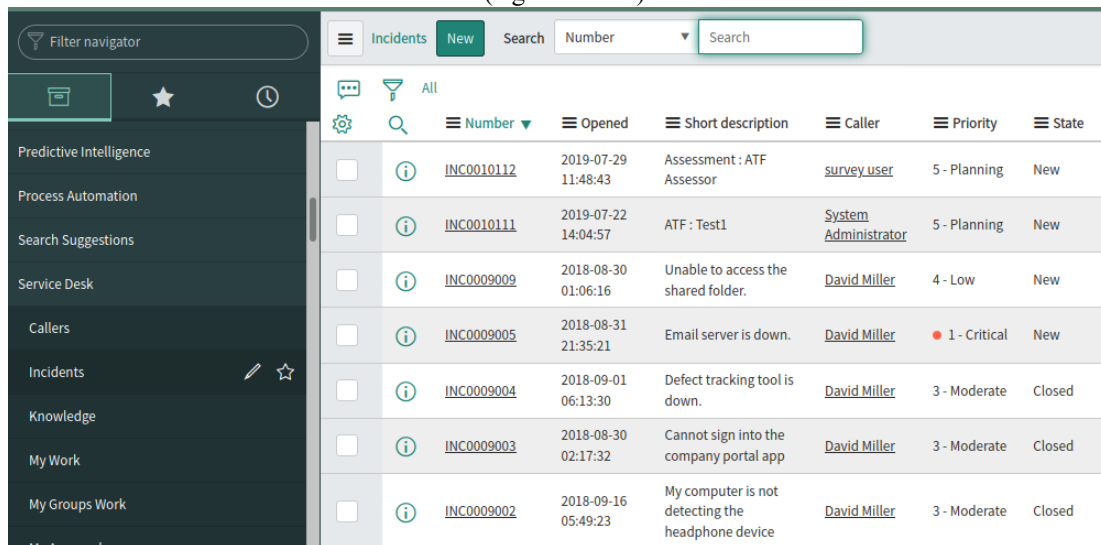 Filter navigator
Incidents New Search Number Search
All
Number Opened Short description Caller Priority State
Predictive Intelligence
Process Automation
Search Suggestions
Service Desk
Callers
Incidents
Knowledge
My Work
My Groups Work
INC0010112 2019-07-29 11:48:43 Assessment : ATF Assessor survey user 5 - Planning New
INC0010111 2019-07-22 14:04:57 ATF : Test1 System Administrator 5 - Planning New
INC0009009 2018-08-30 01:06:16 Unable to access the shared folder. David Miller 4 - Low New
INC0009005 2018-08-31 21:35:21 Email server is down. David Miller 1 - Critical New
INC0009004 2018-09-01 06:13:30 Defect tracking tool is down. David Miller 3 - Moderate Closed
INC0009003 2018-08-30 02:17:32 Cannot sign into the company portal app David Miller 3 - Moderate Closed
INC0009002 2018-09-16 05:49:23 My computer is not detecting the headphone device David Miller 3 - Moderate Closed